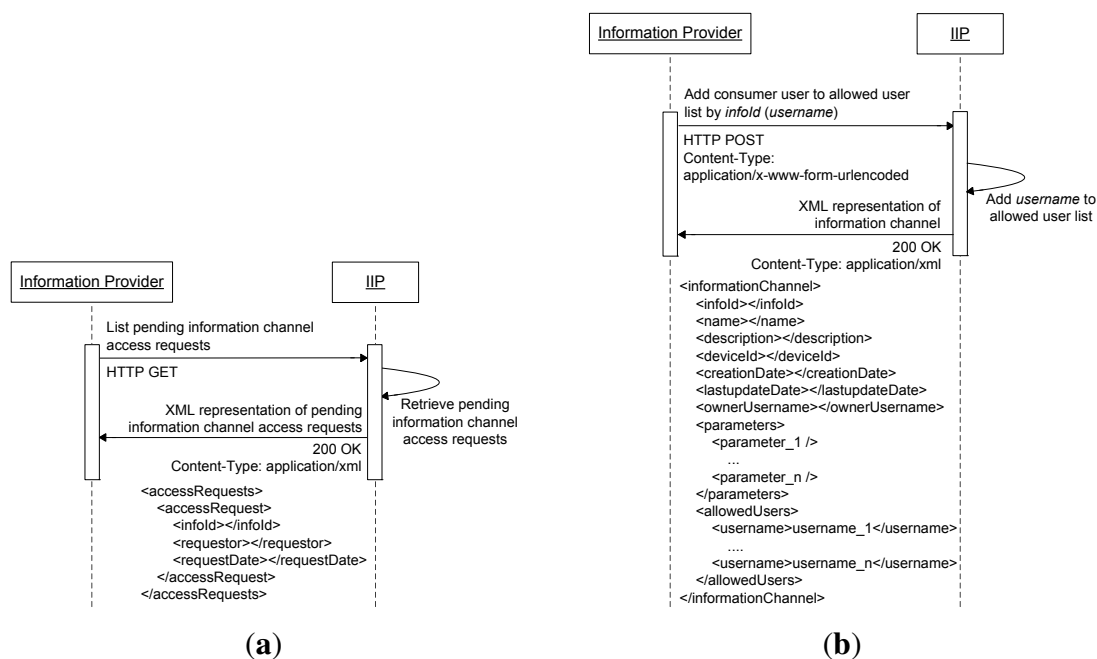 Information Provider
IIP
List pending information channel
access requests
HTTP GET
Retrieve pending
information channel
access requests
XML representation of pending
information channel access requests
200 OK
Content-Type: application/xml
<accessRequests>
<accessRequest>
<infoId></infoId>
<requestor></requestor>
<requestDate></requestDate>
</accessRequest>
</accessRequests>
(a)
Information Provider
IIP
Add consumer user to allowed user
list by infoId (username)
HTTP POST
Content-Type:
application/x-www-form-urlencoded
Add username to
allowed user list
XML representation of
information channel
200 OK
Content-Type: application/xml
<informationChannel>
<infoId></infoId>
<name></name>
<description></description>
<deviceId></deviceId>
<creationDate></creationDate>
<lastupdateDate></lastupdateDate>
<ownerUsername></ownerUsername>
<parameters>
<parameter_1 />
...
<parameter_n />
</parameters>
<allowedUsers>
<username>username_1</username>
....
<username>username_n</username>
</allowedUsers>
</informationChannel>
(b)